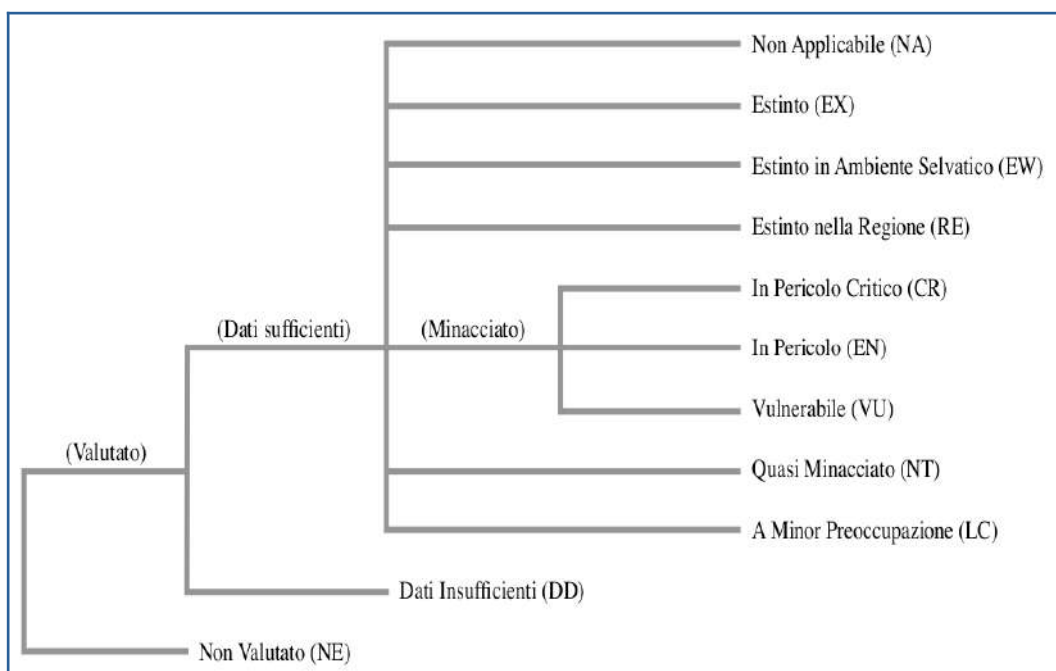 Non Applicabile (NA)
Estinto (EX)
Estinto in Ambiente Selvatico (EW)
Estinto nella Regione (RE)
In Pericolo Critico (CR)
(Dati sufficienti)
(Minacciato)
In Pericolo (EN)
Vulnerabile (VU)
(Valutato)
Quasi Minacciato (NT)
A Minor Preoccupazione (LC)
Dati Insufficienti (DD)
Non Valutato (NE)